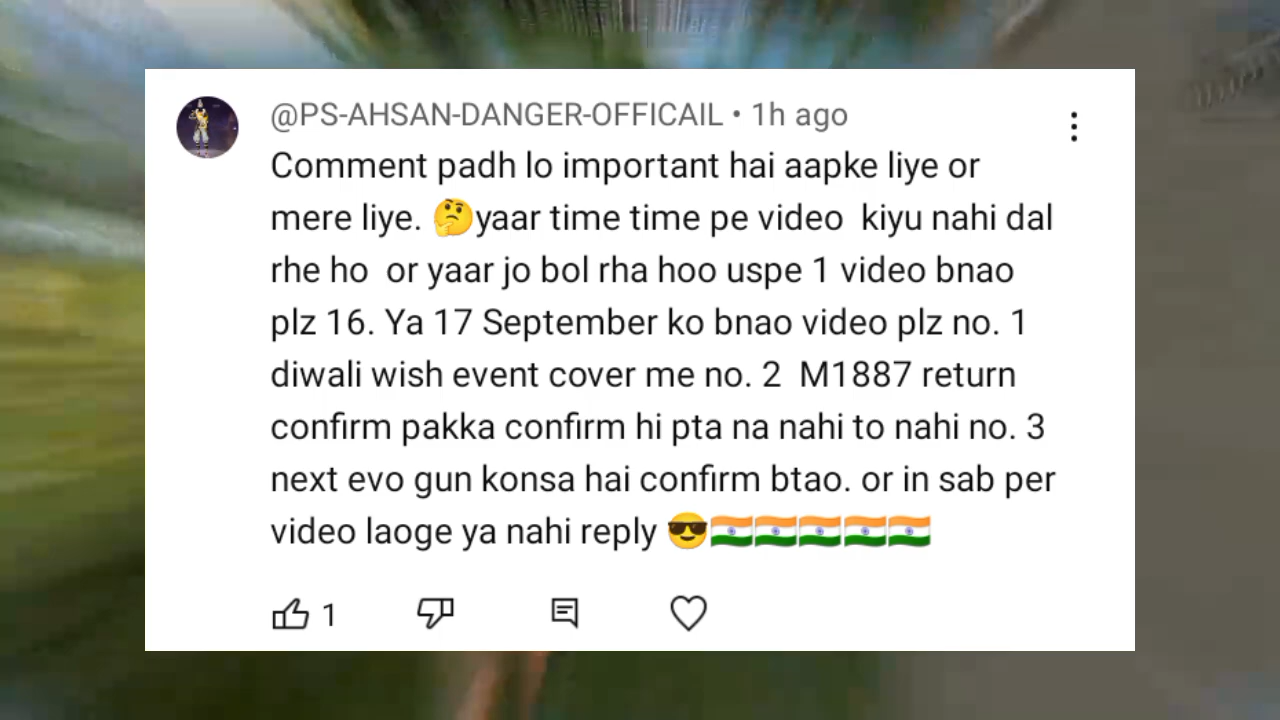 @PS-AHSAN-DANGER-OFFICAIL • 1h ago
Comment padh lo important hai aapke liye or
mere liye. 🤔yaar time time pe video  kiyu nahi dal
rhe ho  or yaar jo bol rha hoo uspe 1 video bnao
plz 16. Ya 17 September ko bnao video plz no. 1
diwali wish event cover me no. 2  M1887 return
confirm pakka confirm hi pta na nahi to nahi no. 3
next evo gun konsa hai confirm btao. or in sab per
video laoge ya nahi reply 😎🇮🇳🇮🇳🇮🇳🇮🇳🇮🇳
1